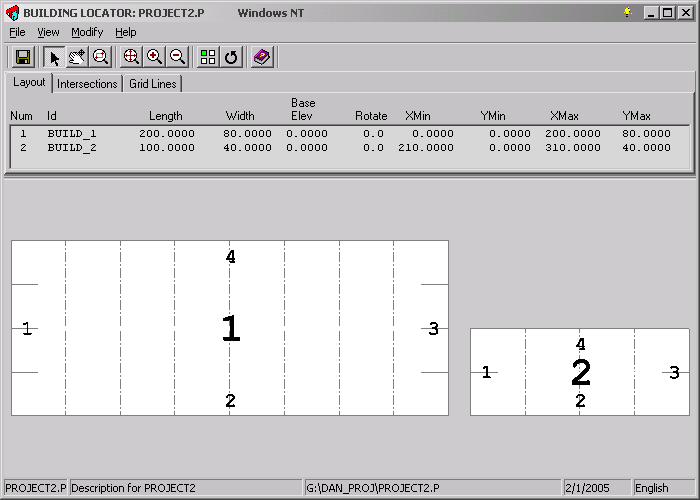 BUILDING LOCATOR: PROJECT2.P Windows NT
File View Modify Help
Layout Intersections Grid Lines
Num Id Length Width Base Elev Rotate XMin YMin XMax YMax
1 BUILD_1 200.0000 80.0000 0.0000 0.0 0.0000 0.0000 200.0000 80.0000
2 BUILD_2 100.0000 40.0000 0.0000 0.0 210.0000 0.0000 310.0000 40.0000
4
1 1 3
2
4
1 2 3
2
PROJECT2.P Description for PROJECT2 G:\DAN_PROJ\PROJECT2.P 2/1/2005 English